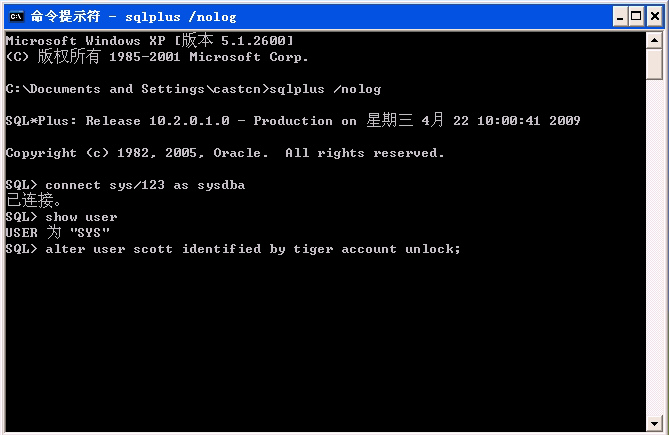 命令提示符 - sqlplus /nolog
Microsoft Windows XP [版本 5.1.2600]
(C) 版权所有 1985-2001 Microsoft Corp.
C:\Documents and Settings\castcn>sqlplus /nolog
SQL*Plus: Release 10.2.0.1.0 - Production on 星期三 4月 22 10:00:41 2009
Copyright (c) 1982, 2005, Oracle.  All rights reserved.
SQL> connect sys/123 as sysdba
已连接。
SQL> show user
USER 为 "SYS"
SQL> alter user scott identified by tiger account unlock;